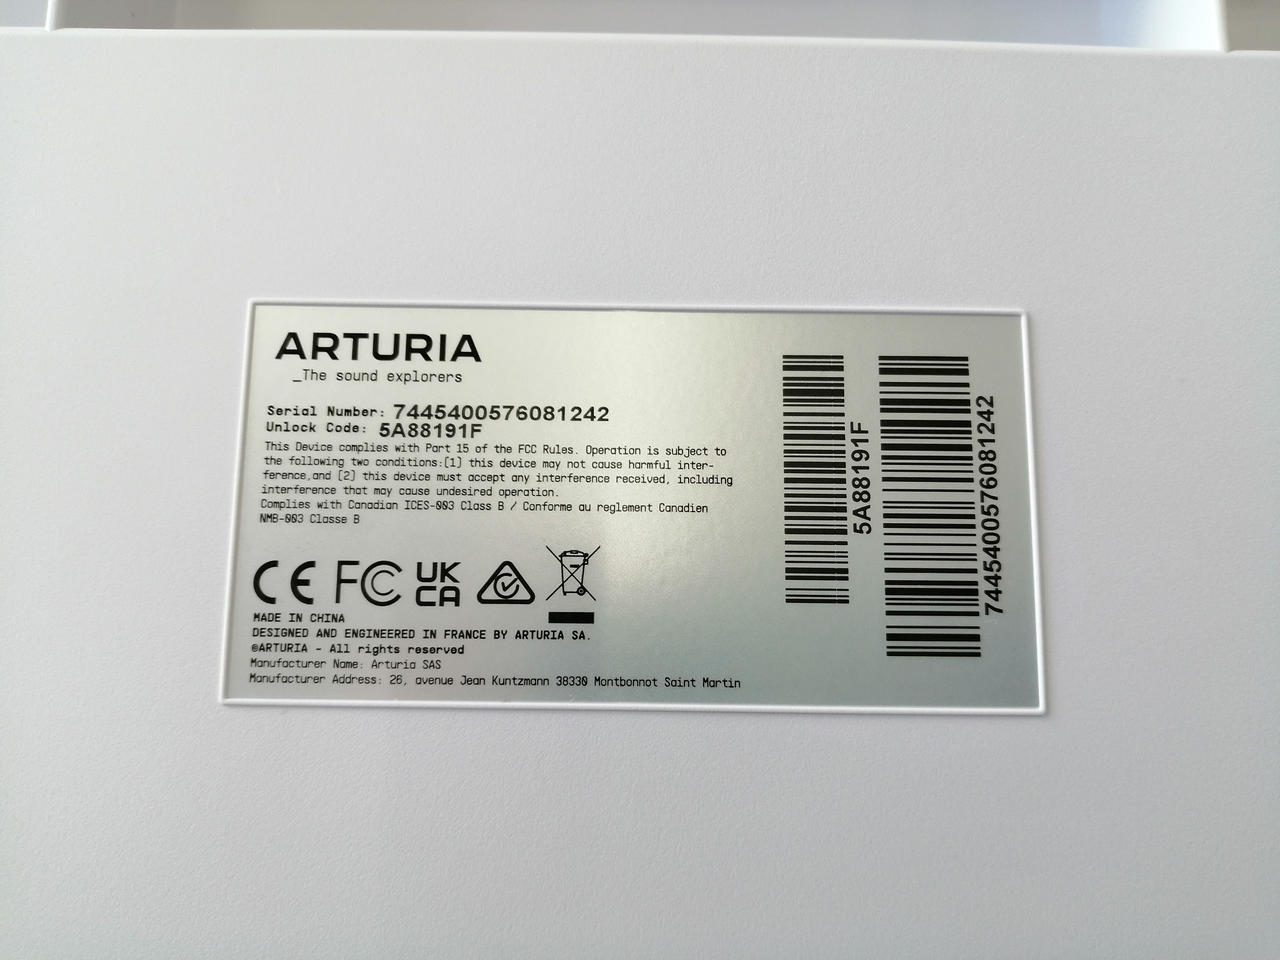 ARTURIA
_The sound explorers
Serial Number: 7445400576081242
Unlock Code: 5A88191F
This Device complies with Part 15 of the FCC Rules. Operation is subject to
the following two conditions:(1) this device may not cause harmful inter-
ference,and (2) this device must accept any interference received, including
interference that may cause undesired operation.
Complies with Canadian ICES-003 Class B / Conforme au reglement Canadien
NMB-003 Classe B
CE FC UK
CA
MADE IN CHINA
DESIGNED AND ENGINEERED IN FRANCE BY ARTURIA SA.
©ARTURIA - All rights reserved
Manufacturer Name: Arturia SAS
Manufacturer Address: 26, avenue Jean Kuntzmann 38330 Montbonnot Saint Martin
5A88191F
7445400576081242